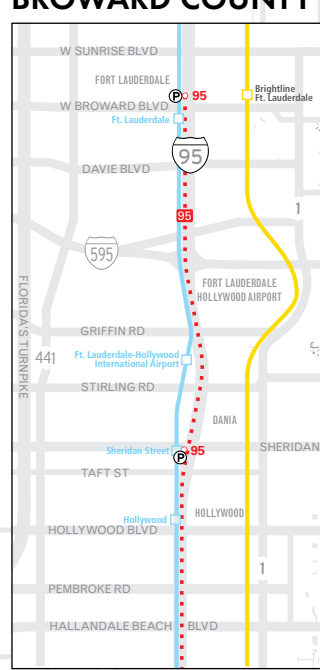 BROWARD COUNTY
W SUNRISE BLVD
FORT LAUDERDALE
P 95
Brightline
Ft. Lauderdale
W BROWARD BLVD
Ft. Lauderdale
95
DAVIE BLVD
1
95
595
FORT LAUDERDALE
HOLLYWOOD AIRPORT
FLORIDA'S TURNPIKE
GRIFFIN RD
441
Ft. Lauderdale-Hollywood
International Airport
STIRLING RD
DANIA
Sheridan Street
95
SHERIDAN
P
TAFT ST
HOLLYWOOD
Hollywood
HOLLYWOOD BLVD
1
PEMBROKE RD
HALLANDALE BEACH BLVD